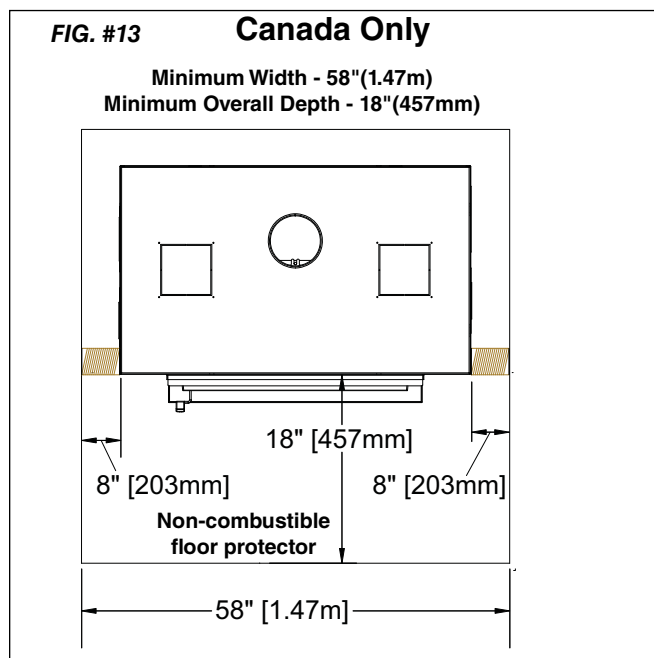 FIG. #13
Canada Only
Minimum Width - 58"(1.47m)
Minimum Overall Depth - 18"(457mm)
18" [457mm]
8" [203mm]
8" [203mm]
Non-combustible
floor protector
58" [1.47m]